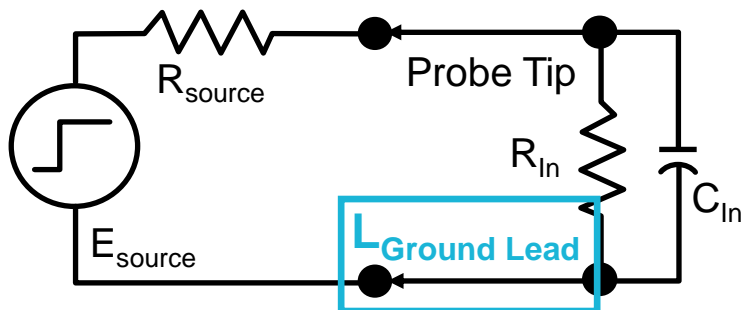 Rsource
Probe Tip
RIn
CIn
Esource
LGround Lead